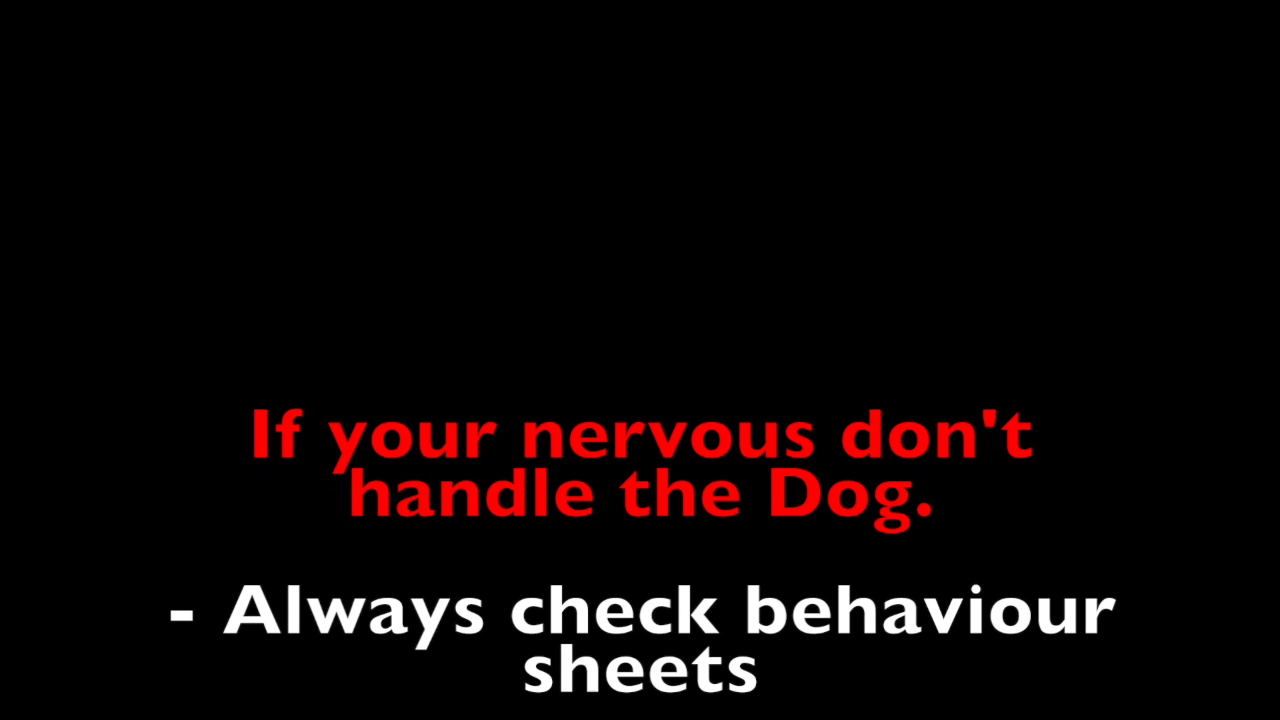 If your nervous don't
handle the Dog.
- Always check behaviour
sheets